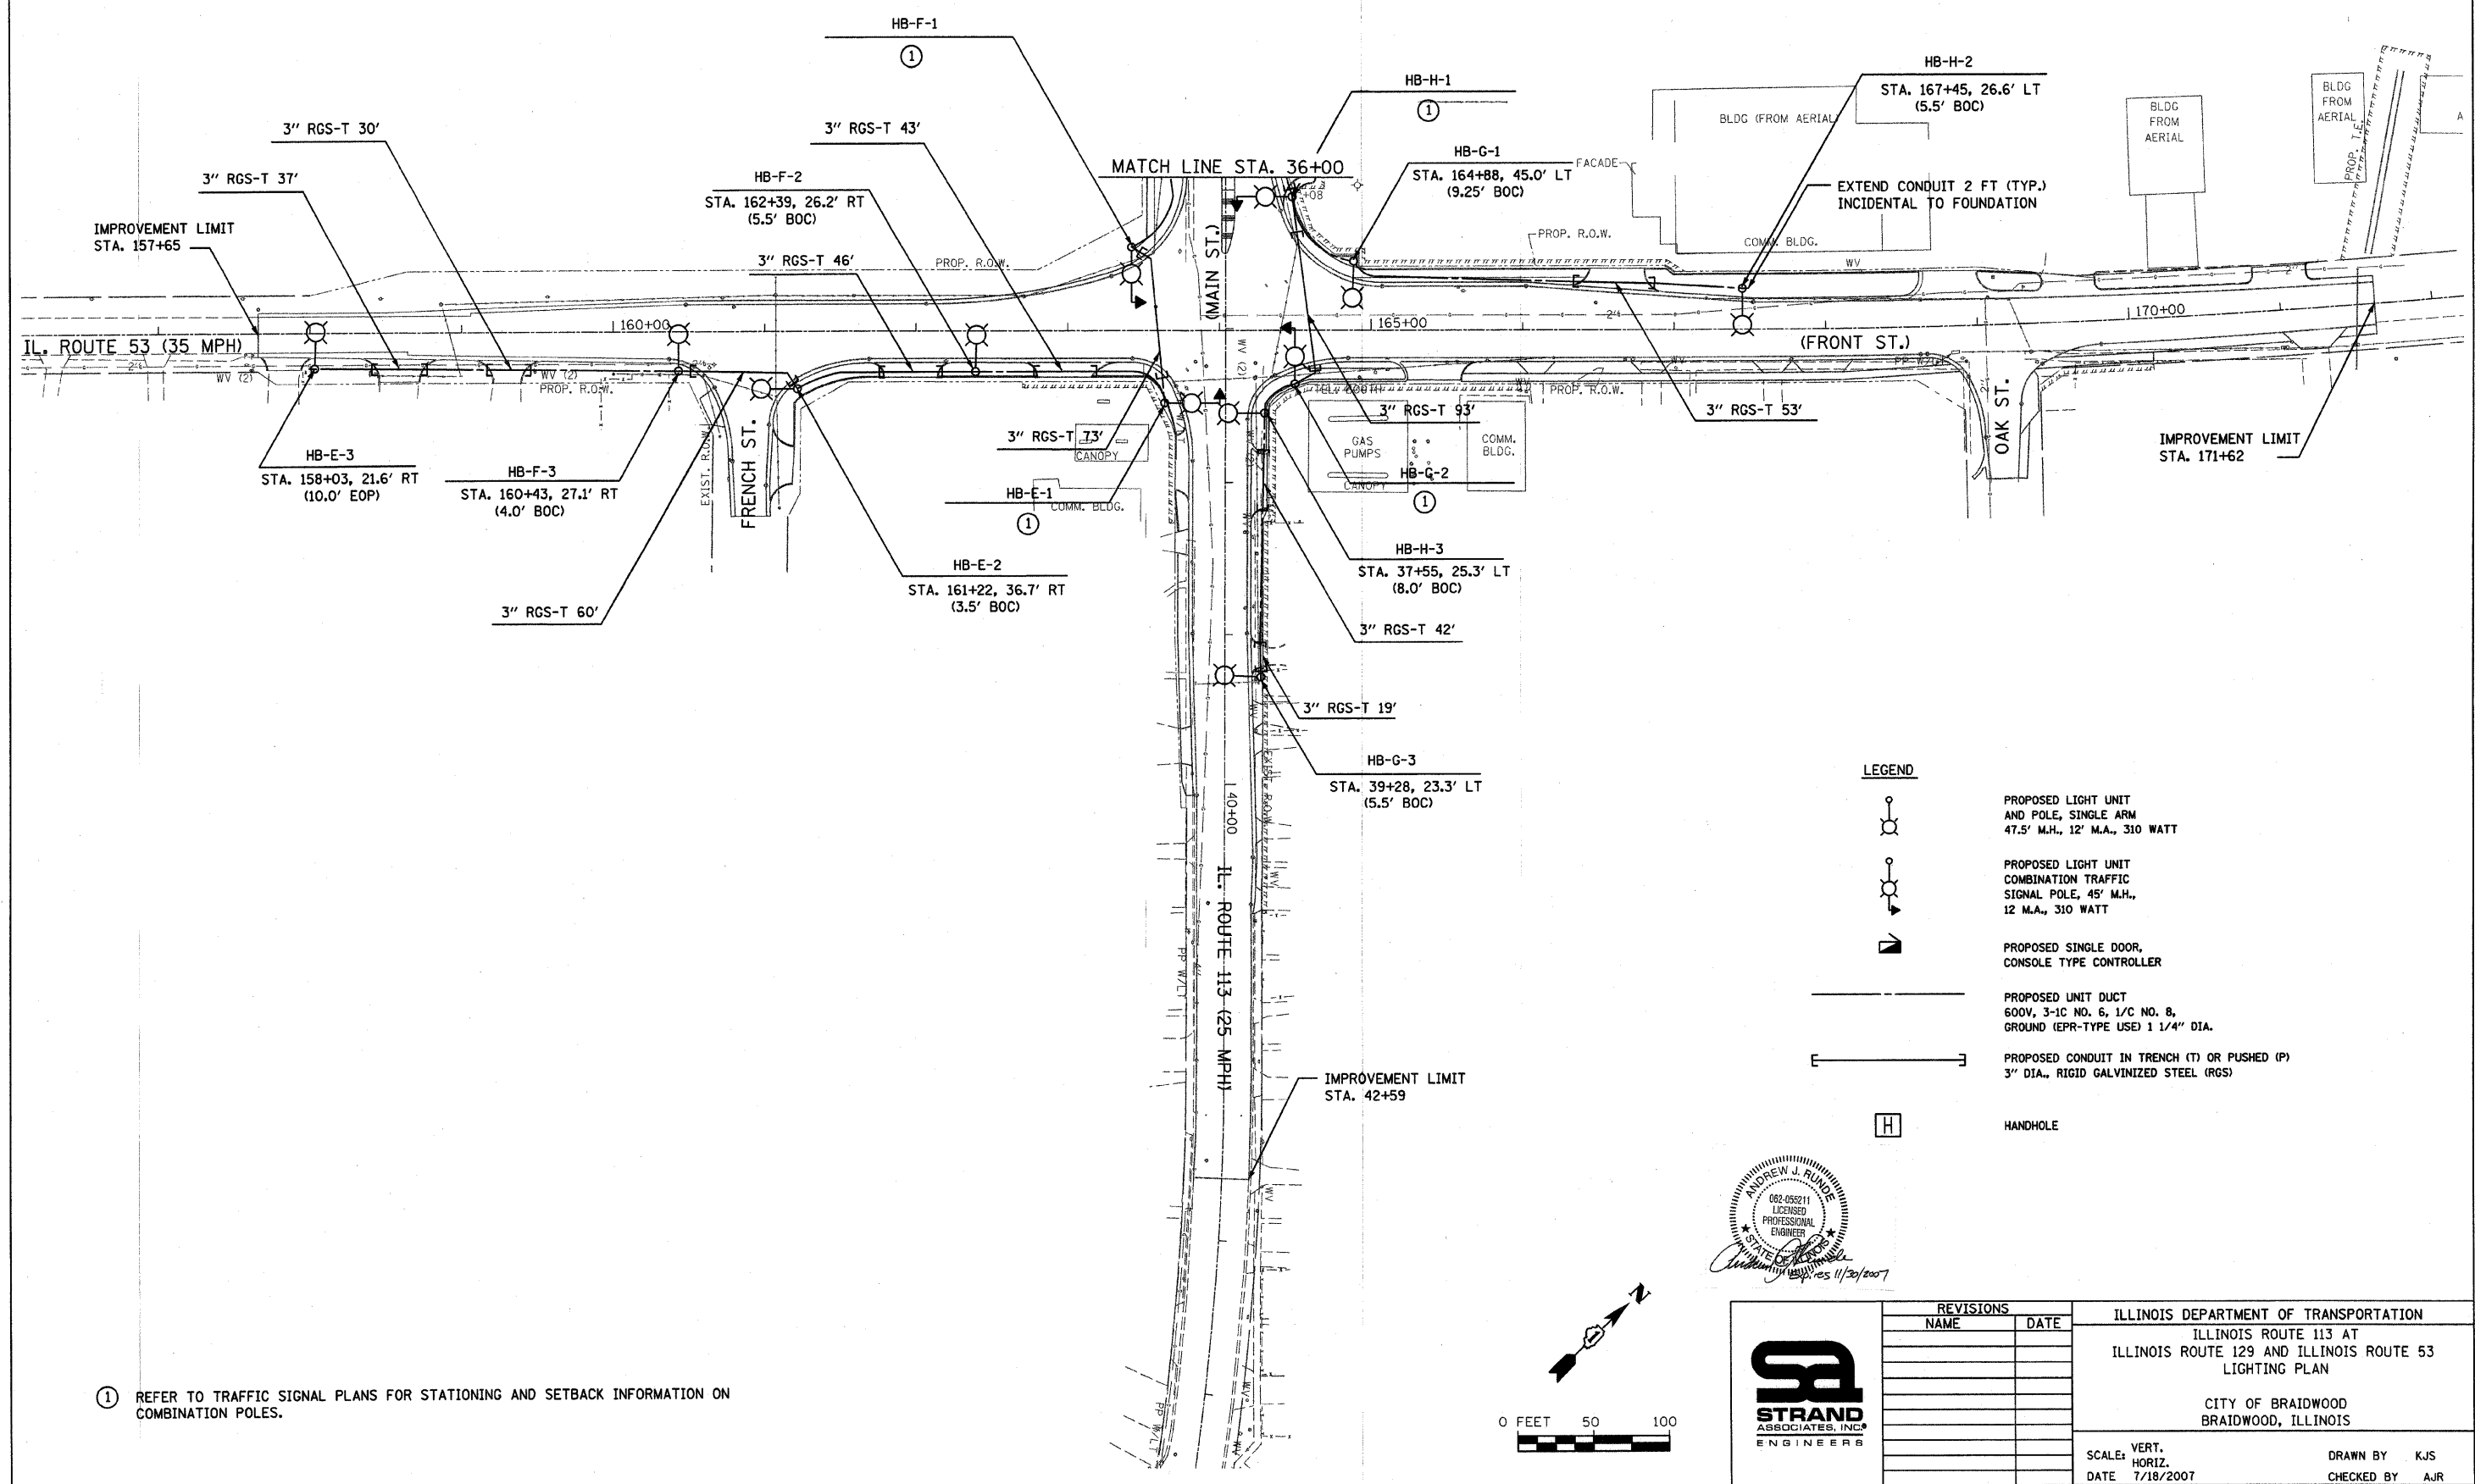 HB-F-1
1
HB-H-1
1
HB-H-2
STA. 167+45, 26.6' LT
(5.5' BOC)
BLDG
FROM
AERIAL
BLDG
FROM
AERIAL
A
PROP. T.E.
BLDG (FROM AERIAL)
3" RGS-T 30'
3" RGS-T 43'
3" RGS-T 37'
HB-F-2
STA. 162+39, 26.2' RT
(5.5' BOC)
MATCH LINE STA. 36+00
HB-G-1
STA. 164+88, 45.0' LT
(9.25' BOC)
FACADE
+08
EXTEND CONDUIT 2 FT (TYP.)
INCIDENTAL TO FOUNDATION
IMPROVEMENT LIMIT
STA. 157+65
3" RGS-T 46'
PROP. R.O.W.
(MAIN ST.)
PROP. R.O.W.
COMM. BLDG.
WV
160+00
165+00
170+00
IL. ROUTE 53 (35 MPH)
(FRONT ST.)
WV (2)
WV (2)
PROP. R.O.W.
WV (2)
PROP. R.O.W.
OAK ST.
FRENCH ST.
EXIST. R.O.W.
3" RGS-T 73'
CANOPY
3" RGS-T 93'
GAS
PUMPS
CANOPY
COMM.
BLDG.
3" RGS-T 53'
IMPROVEMENT LIMIT
STA. 171+62
HB-E-3
STA. 158+03, 21.6' RT
(10.0' EOP)
HB-F-3
STA. 160+43, 27.1' RT
(4.0' BOC)
HB-E-1
1
COMM. BLDG.
HB-G-2
1
HB-E-2
STA. 161+22, 36.7' RT
(3.5' BOC)
HB-H-3
STA. 37+55, 25.3' LT
(8.0' BOC)
3" RGS-T 60'
3" RGS-T 42'
3" RGS-T 19'
HB-G-3
STA. 39+28, 23.3' LT
(5.5' BOC)
EXIST. R.O.W.
40+00
IL. ROUTE 113 (25 MPH)
PP W/LT
WV
IMPROVEMENT LIMIT
STA. 42+59
WV
PP W/LT
WV
LEGEND
PROPOSED LIGHT UNIT
AND POLE, SINGLE ARM
47.5' M.H., 12' M.A., 310 WATT
PROPOSED LIGHT UNIT
COMBINATION TRAFFIC
SIGNAL POLE, 45' M.H.,
12 M.A., 310 WATT
PROPOSED SINGLE DOOR,
CONSOLE TYPE CONTROLLER
PROPOSED UNIT DUCT
600V, 3-1C NO. 6, 1/C NO. 8,
GROUND (EPR-TYPE USE) 1 1/4" DIA.
PROPOSED CONDUIT IN TRENCH (T) OR PUSHED (P)
3" DIA., RIGID GALVINIZED STEEL (RGS)
H
HANDHOLE
ANDREW J. RUNDE
062-055211
LICENSED
PROFESSIONAL
ENGINEER
STATE OF ILLINOIS
Expires 11/30/2007
N
0 FEET 50 100
1 REFER TO TRAFFIC SIGNAL PLANS FOR STATIONING AND SETBACK INFORMATION ON
COMBINATION POLES.
sa
STRAND
ASSOCIATES, INC.®
ENGINEERS
REVISIONS
NAME DATE
ILLINOIS DEPARTMENT OF TRANSPORTATION
ILLINOIS ROUTE 113 AT
ILLINOIS ROUTE 129 AND ILLINOIS ROUTE 53
LIGHTING PLAN
CITY OF BRAIDWOOD
BRAIDWOOD, ILLINOIS
SCALE: VERT.
HORIZ.
DATE 7/18/2007
DRAWN BY KJS
CHECKED BY AJR